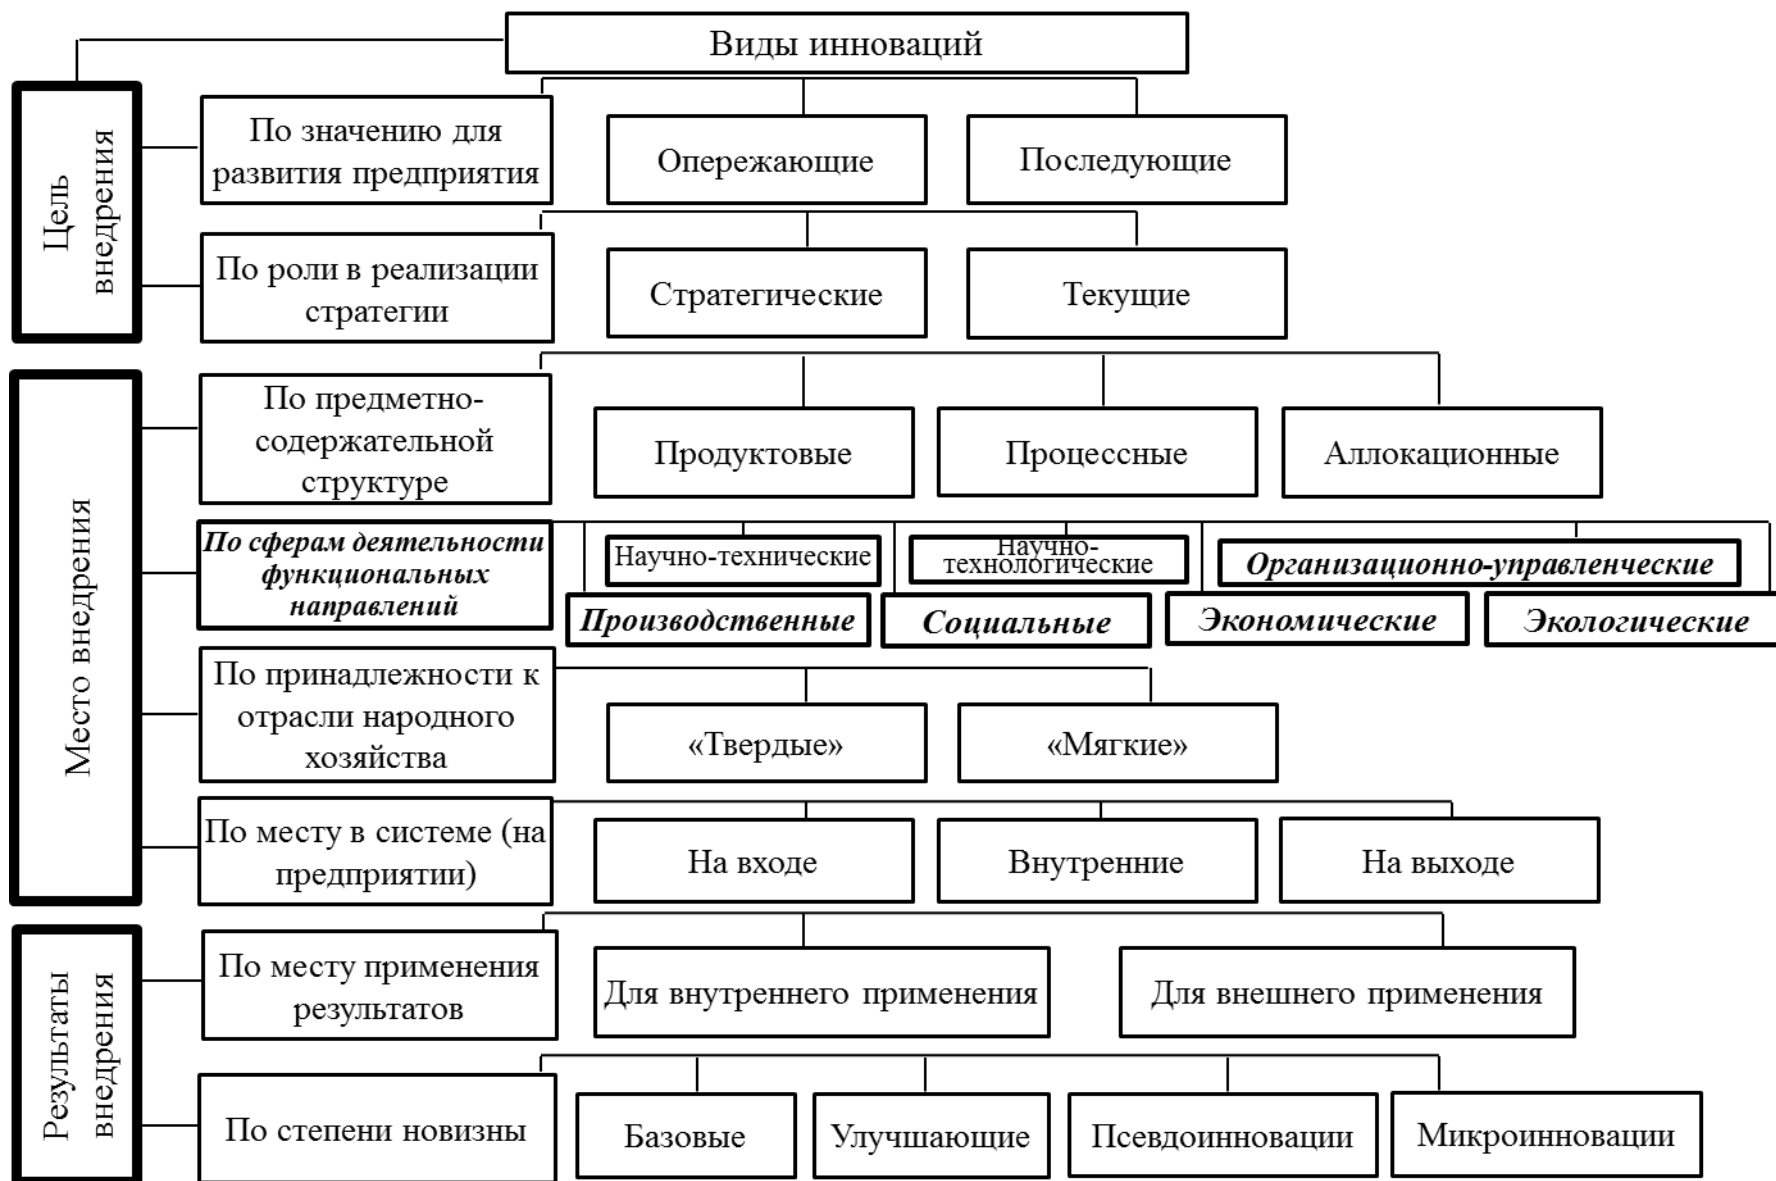 Виды инноваций
Цель
внедрения
По значению для
развития предприятия
Опережающие
Последующие
По роли в реализации
стратегии
Стратегические
Текущие
Место внедрения
По предметно-
содержательной
структуре
Продуктовые
Процессные
Аллокационные
По сферам деятельности
функциональных
направлений
Научно-технические
Научно-
технологические
Организационно-управленческие
Производственные
Социальные
Экономические
Экологические
По принадлежности к
отрасли народного
хозяйства
«Твердые»
«Мягкие»
По месту в системе (на
предприятии)
На входе
Внутренние
На выходе
Результаты
внедрения
По месту применения
результатов
Для внутреннего применения
Для внешнего применения
По степени новизны
Базовые
Улучшающие
Псевдоинновации
Микроинновации